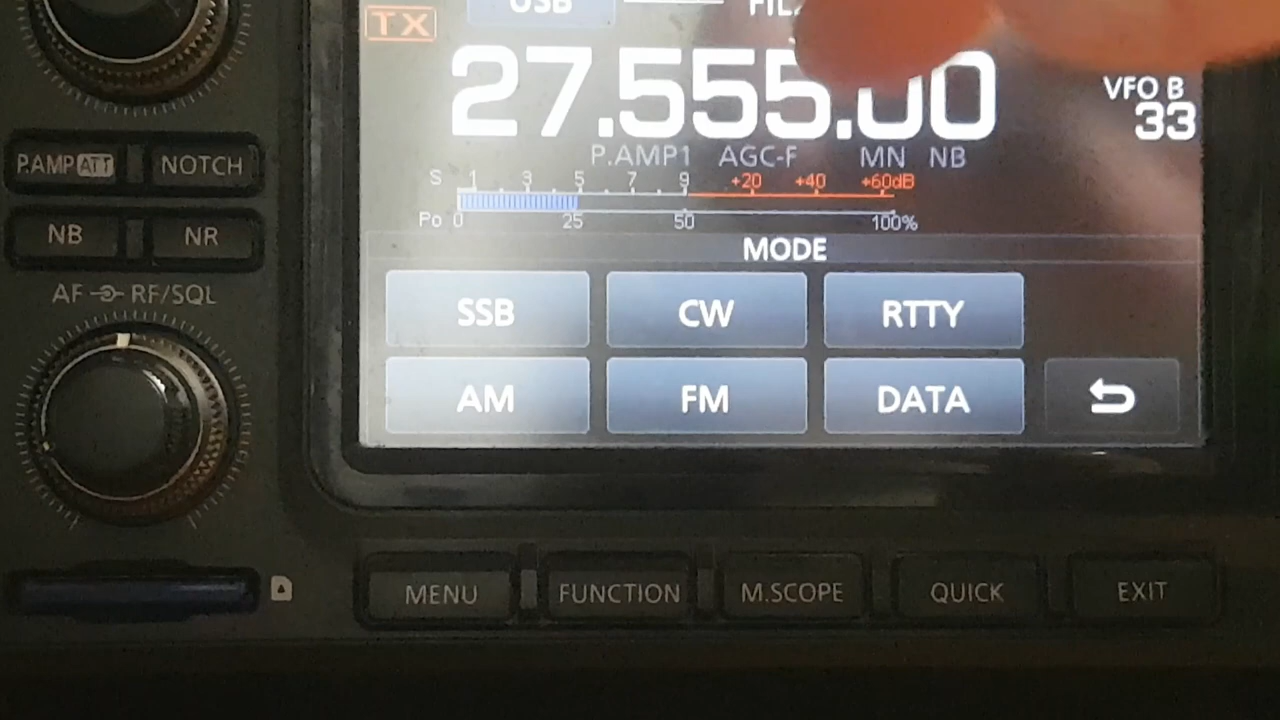 USB FIL
TX
27.555.00
VFO B
33
P.AMP1 AGC-F MN NB
S 1 3 5 7 9 +20 +40 +60dB
Po 0 25 50 100%
MODE
SSB CW RTTY
AM FM DATA
P.AMP ATT NOTCH
NB NR
AF RF/SQL
MENU FUNCTION M.SCOPE QUICK EXIT